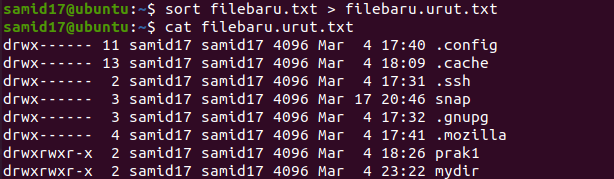 samid17@ubuntu:~$ sort filebaru.txt > filebaru.urut.txt
samid17@ubuntu:~$ cat filebaru.urut.txt
drwx------ 11 samid17 samid17 4096 Mar  4 17:40 .config
drwx------ 13 samid17 samid17 4096 Mar  4 18:09 .cache
drwx------  2 samid17 samid17 4096 Mar  4 17:31 .ssh
drwx------  3 samid17 samid17 4096 Mar 17 20:46 snap
drwx------  3 samid17 samid17 4096 Mar  4 17:32 .gnupg
drwx------  4 samid17 samid17 4096 Mar  4 17:41 .mozilla
drwxrwxr-x  2 samid17 samid17 4096 Mar  4 18:26 prak1
drwxrwxr-x  2 samid17 samid17 4096 Mar  4 23:22 mydir